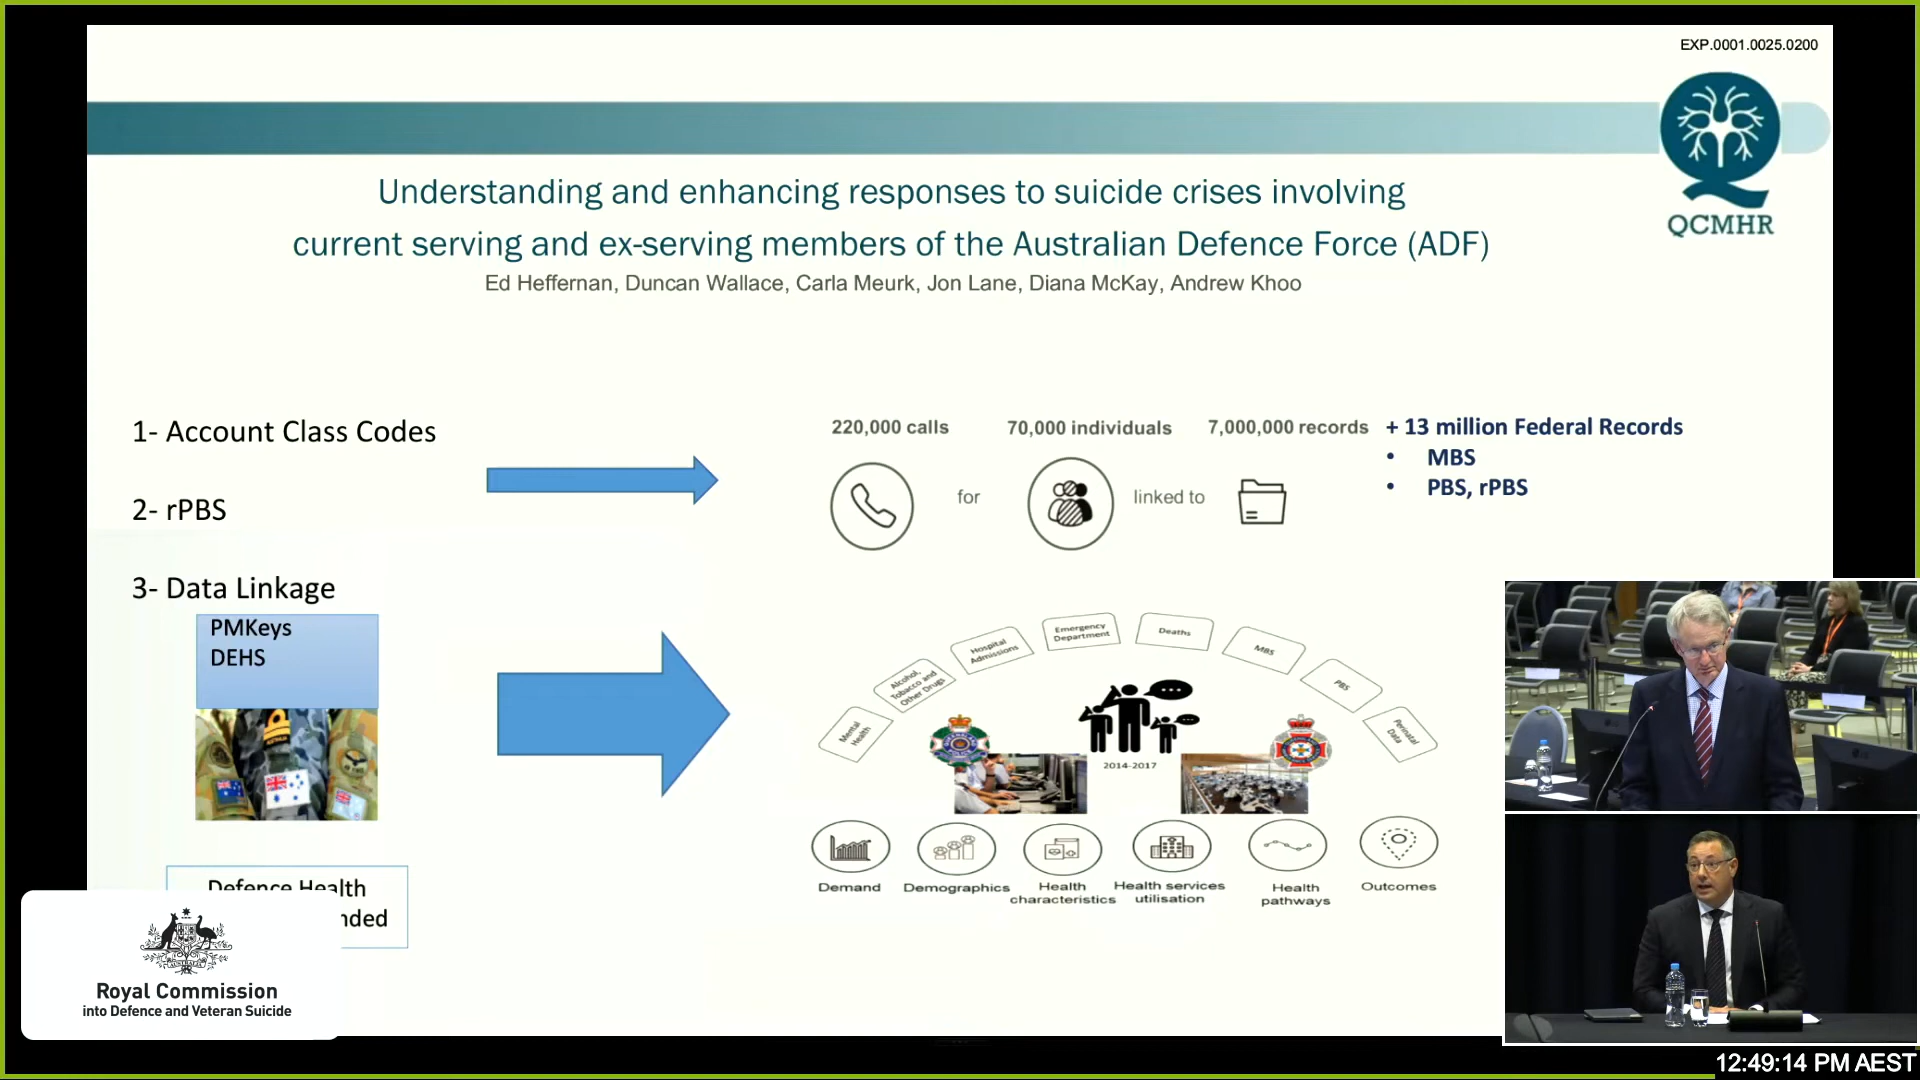 EXP.0001.0025.0200
QCMHR
Understanding and enhancing responses to suicide crises involving
current serving and ex-serving members of the Australian Defence Force (ADF)
Ed Heffernan, Duncan Wallace, Carla Meurk, Jon Lane, Diana McKay, Andrew Khoo
1- Account Class Codes
2- rPBS
3- Data Linkage
PMKeys
DEHS
Defence Health
nded
220,000 calls
70,000 individuals
7,000,000 records
+ 13 million Federal Records
• MBS
• PBS, rPBS
for
linked to
Mental
Health
Alcohol,
Tobacco and
Other Drugs
Hospital
Admissions
Emergency
Department
Deaths
MBS
PBS
Perinatal
Data
2014-2017
Demand
Demographics
Health
characteristics
Health services
utilisation
Health
pathways
Outcomes
Royal Commission
into Defence and Veteran Suicide
12:49:14 PM AEST